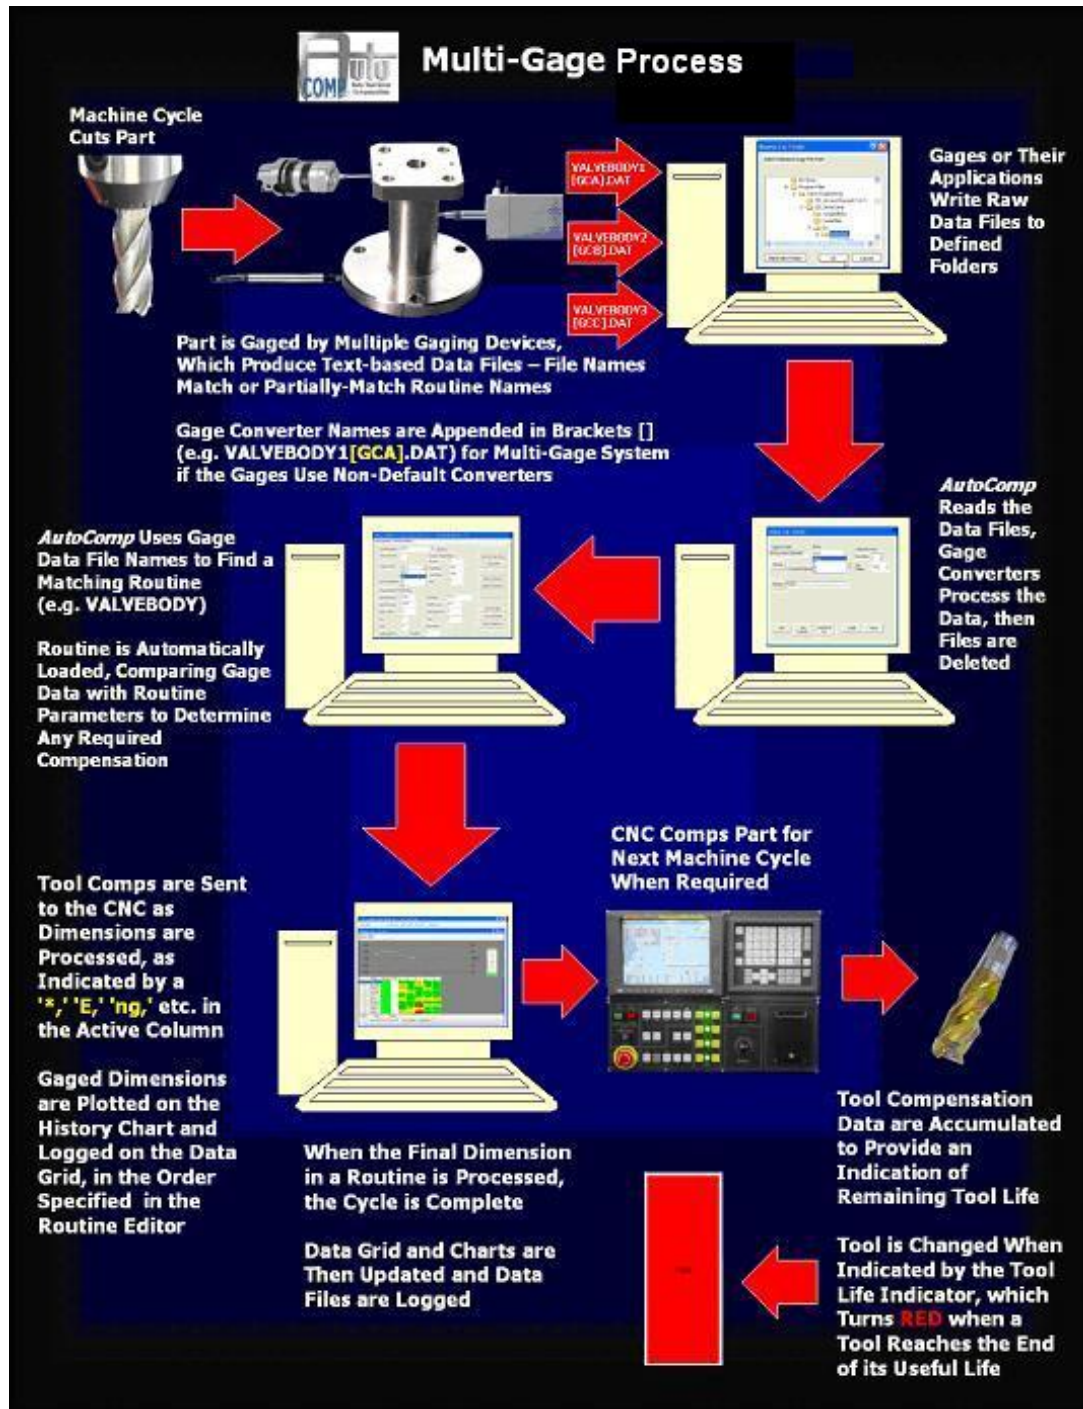 AUTO
COMP
Multi-Gage Process
Machine Cycle
Cuts Part
VALVEBODY1
[GCA].DAT
VALVEBODY2
[GCB].DAT
VALVEBODY3
[GCC].DAT
Gages or Their
Applications
Write Raw
Data Files to
Defined
Folders
Part is Gaged by Multiple Gaging Devices,
Which Produce Text-based Data Files – File Names
Match or Partially-Match Routine Names
Gage Converter Names are Appended in Brackets []
(e.g. VALVEBODY1[GCA].DAT) for Multi-Gage System
if the Gages Use Non-Default Converters
AutoComp
Reads the
Data Files,
Gage
Converters
Process the
Data, then
Files are
Deleted
AutoComp Uses Gage
Data File Names to Find a
Matching Routine
(e.g. VALVEBODY)
Routine is Automatically
Loaded, Comparing Gage
Data with Routine
Parameters to Determine
Any Required
Compensation
Tool Comps are Sent
to the CNC as
Dimensions are
Processed, as
Indicated by a
'*,' 'E,' 'ng,' etc. in
the Active Column
Gaged Dimensions
are Plotted on the
History Chart and
Logged on the Data
Grid, in the Order
Specified in the
Routine Editor
CNC Comps Part for
Next Machine Cycle
When Required
When the Final Dimension
in a Routine is Processed,
the Cycle is Complete
Data Grid and Charts are
Then Updated and Data
Files are Logged
Tool Compensation
Data are Accumulated
to Provide an
Indication of
Remaining Tool Life
Tool is Changed When
Indicated by the Tool
Life Indicator, which
Turns RED when a
Tool Reaches the End
of its Useful Life